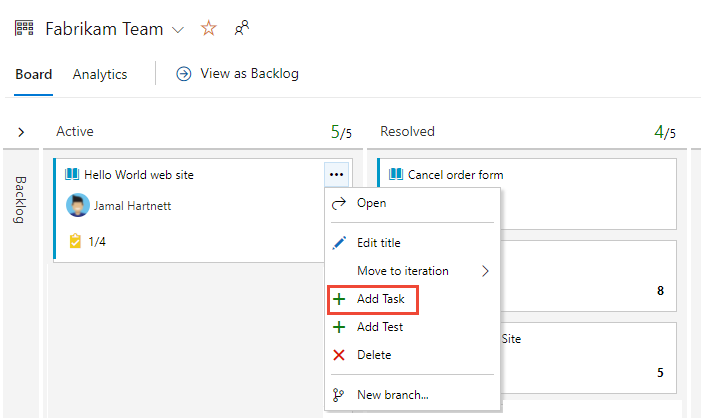 Fabrikam Team
Board
Analytics
View as Backlog
Active
5/5
Resolved
4/5
Backlog
Hello World web site
...
Jamal Hartnett
1/4
Cancel order form
Open
Edit title
Move to iteration
Add Task
Add Test
Delete
New branch...
8
Site
5